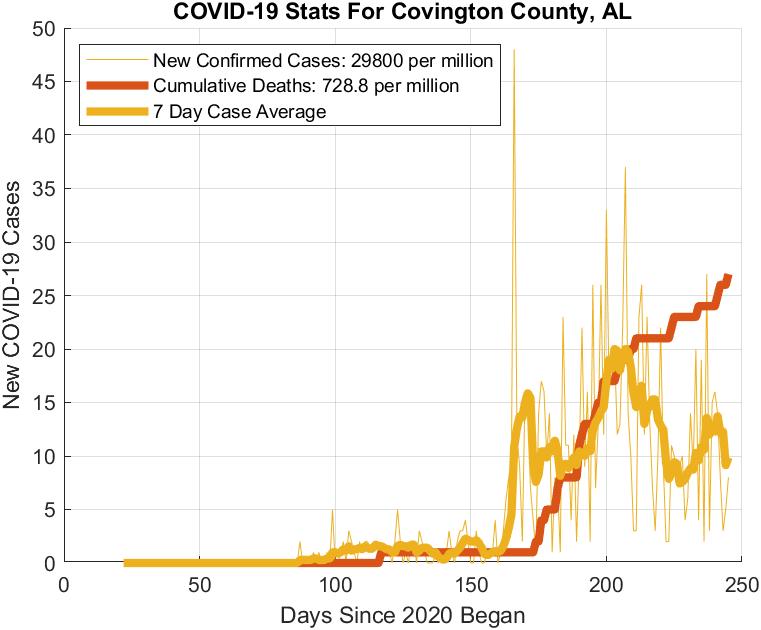 COVID-19 Stats For Covington County, AL
New Confirmed Cases: 29800 per million
Cumulative Deaths: 728.8 per million
7 Day Case Average
New COVID-19 Cases
50
45
40
35
30
25
20
15
10
5
0
0 50 100 150 200 250
Days Since 2020 Began